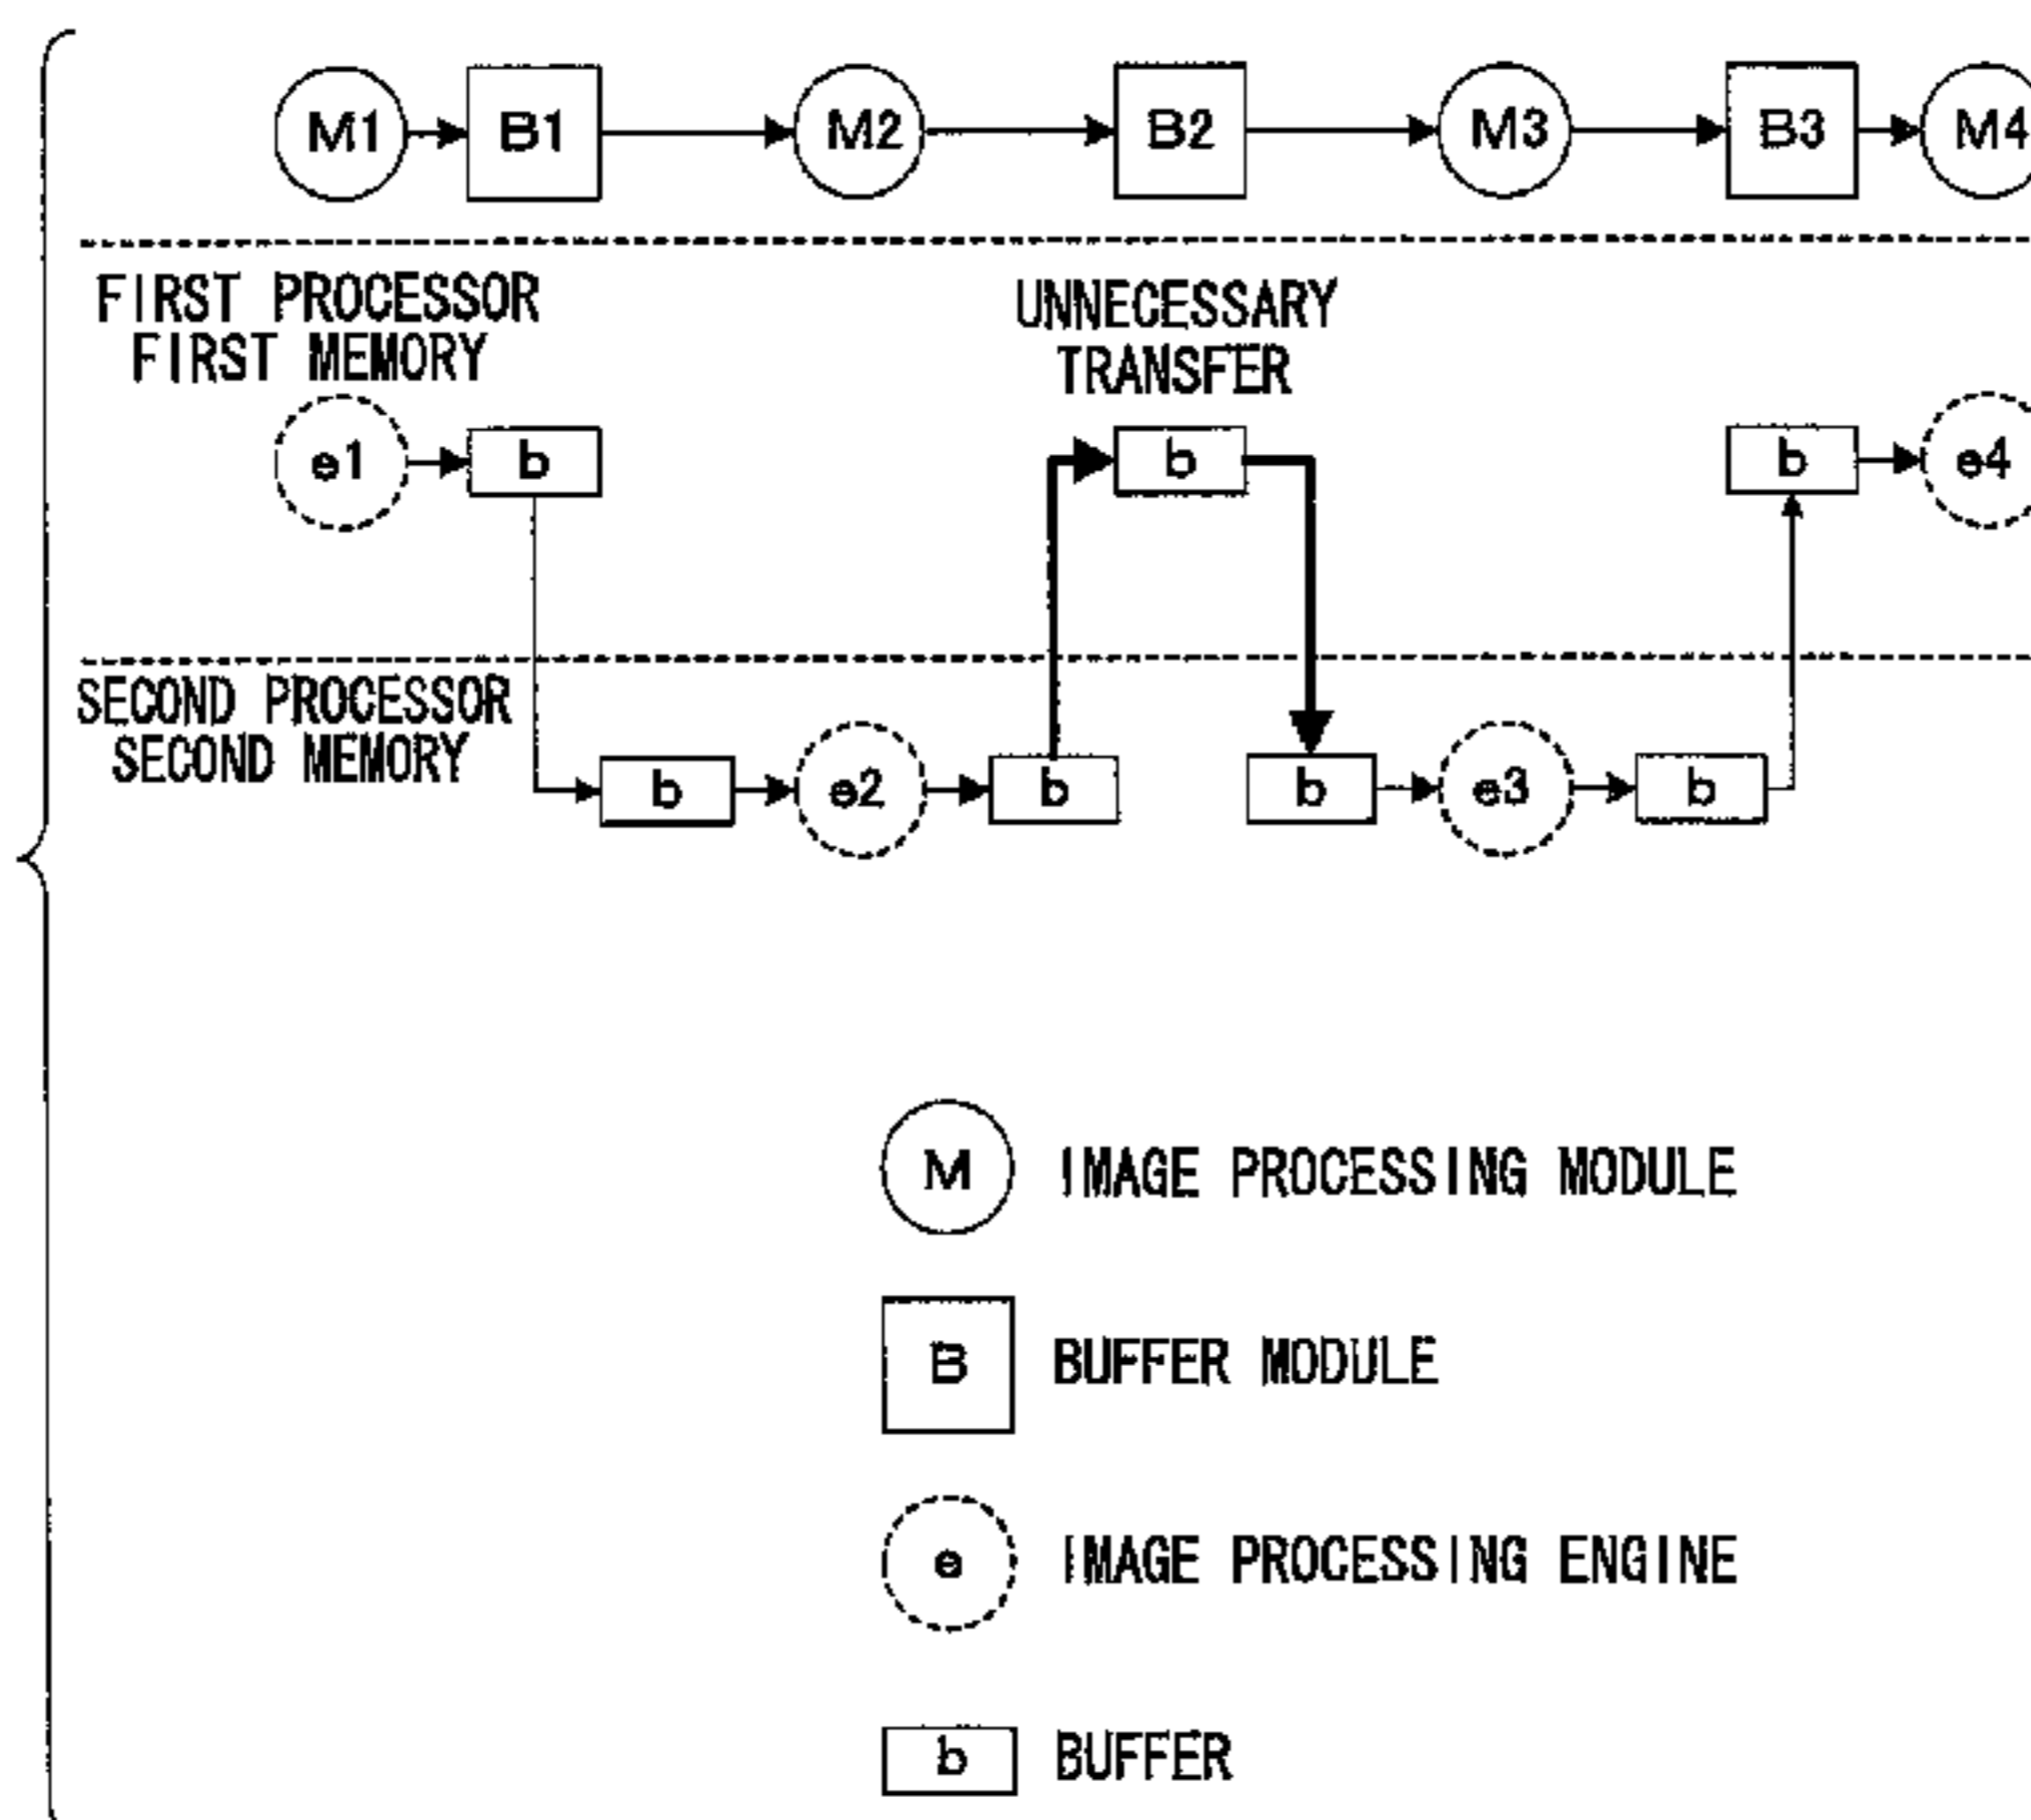 M1 B1 M2 B2 M3 B3 M4
FIRST PROCESSOR
FIRST MEMORY
UNNECESSARY
TRANSFER
e1 b b b e4
SECOND PROCESSOR
SECOND MEMORY
b e2 b b e3 b
M IMAGE PROCESSING MODULE
B BUFFER MODULE
e IMAGE PROCESSING ENGINE
b BUFFER